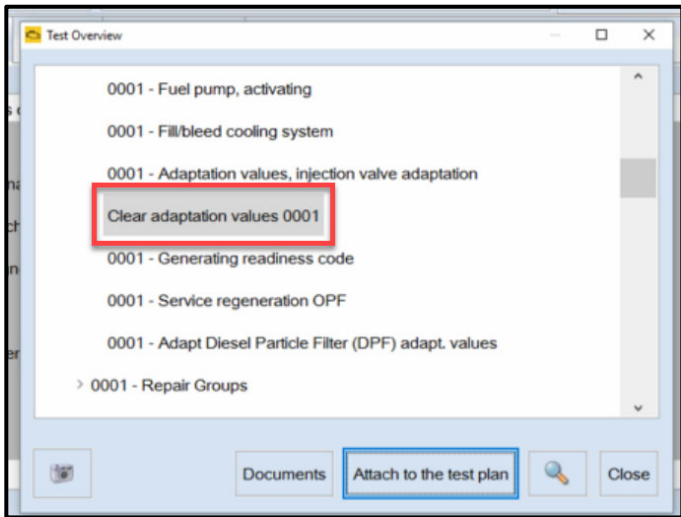 Test Overview
0001 - Fuel pump, activating
0001 - Fill/bleed cooling system
0001 - Adaptation values, injection valve adaptation
Clear adaptation values 0001
0001 - Generating readiness code
0001 - Service regeneration OPF
0001 - Adapt Diesel Particle Filter (DPF) adapt. values
0001 - Repair Groups
Documents Attach to the test plan Close